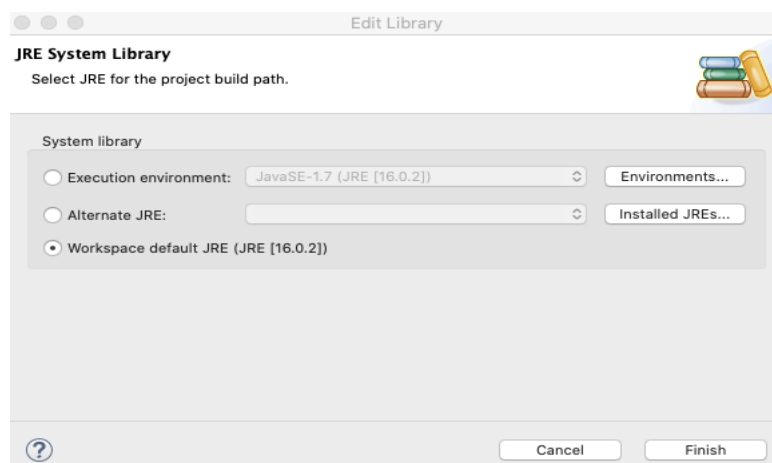 Edit Library
JRE System Library
Select JRE for the project build path.
System library
Execution environment: JavaSE-1.7 (JRE [16.0.2]) Environments...
Alternate JRE: Installed JREs...
Workspace default JRE (JRE [16.0.2])
? Cancel Finish